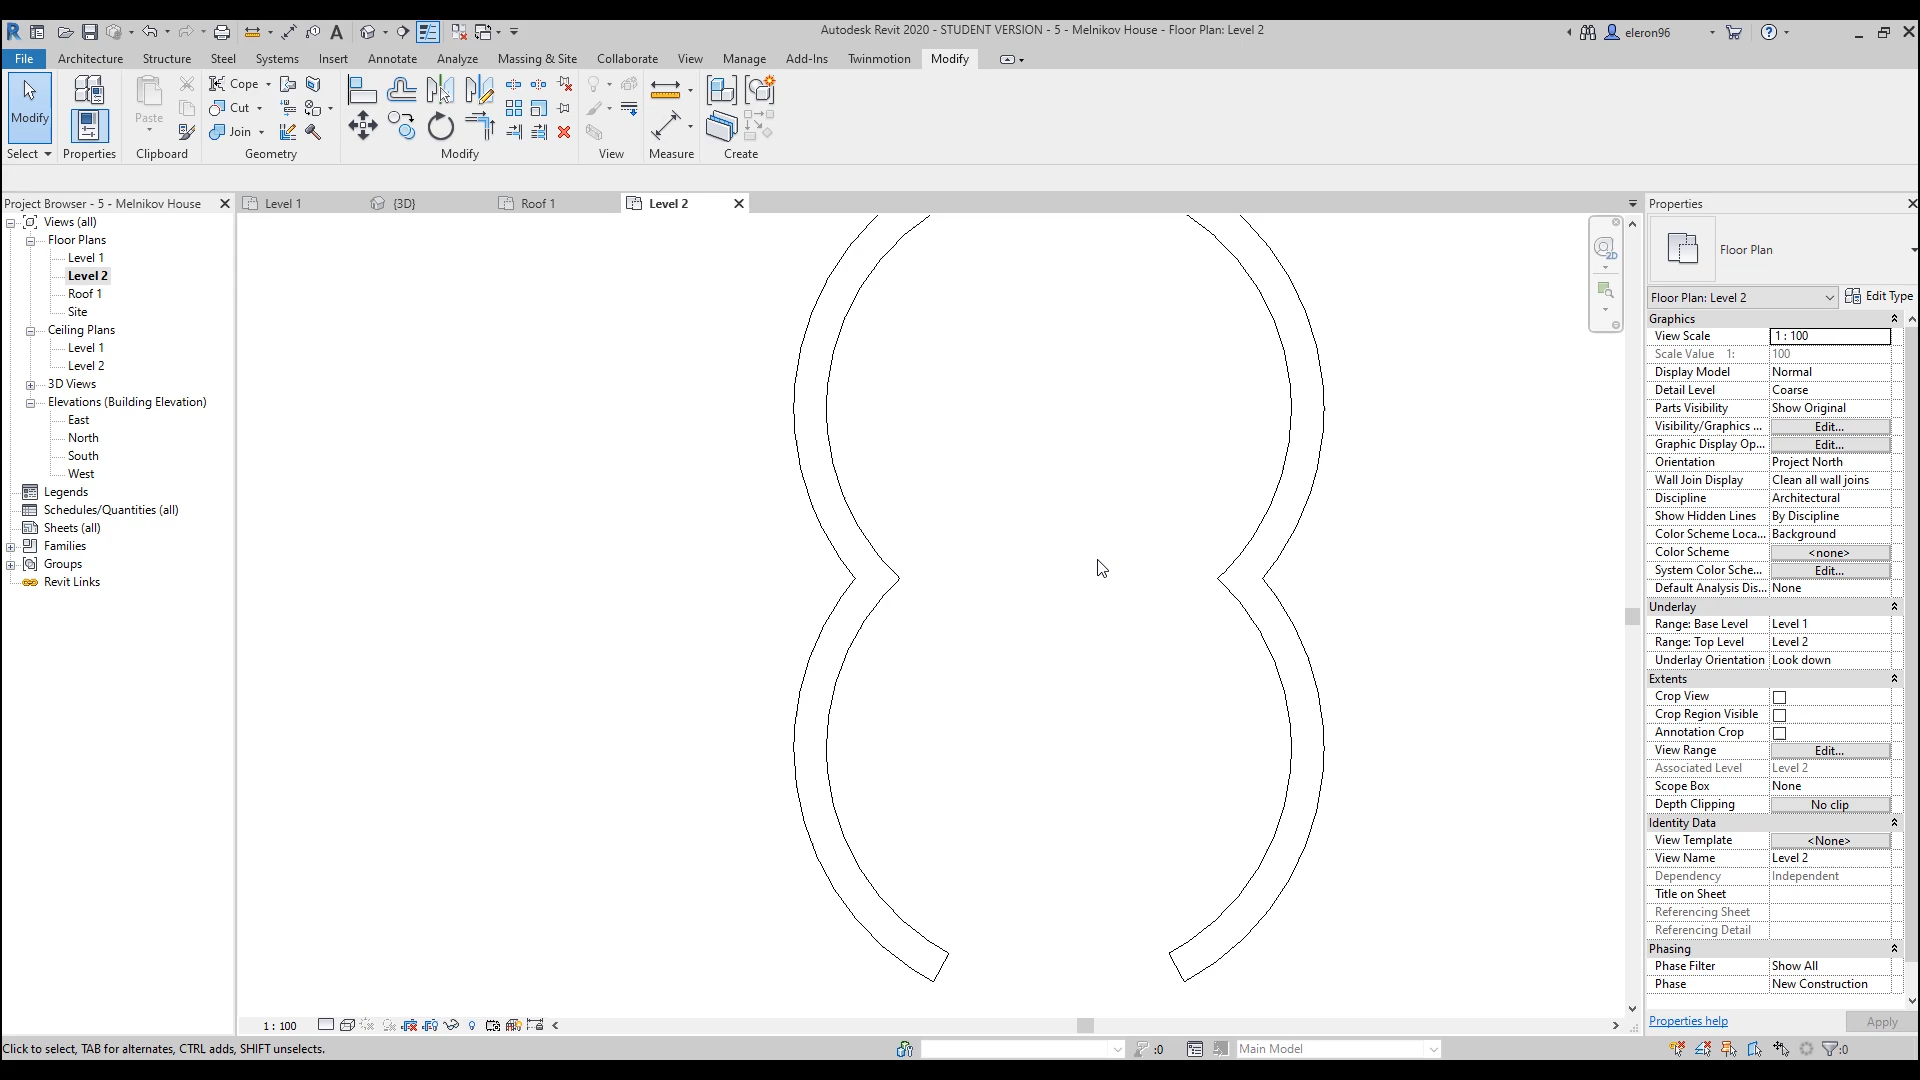 Autodesk Revit 2020 - STUDENT VERSION - 5 - Melnikov House - Floor Plan: Level 2
eleron96
File
Architecture
Structure
Steel
Systems
Insert
Annotate
Analyze
Massing & Site
Collaborate
View
Manage
Add-Ins
Twinmotion
Modify
Modify
Paste
Cope
Cut
Join
Select
Properties
Clipboard
Geometry
Modify
View
Measure
Create
Project Browser - 5 - Melnikov House
Level 1
{3D}
Roof 1
Level 2
Views (all)
Floor Plans
Level 1
Level 2
Roof 1
Site
Ceiling Plans
Level 1
Level 2
3D Views
Elevations (Building Elevation)
East
North
South
West
Legends
Schedules/Quantities (all)
Sheets (all)
Families
Groups
Revit Links
2D
Properties
Floor Plan
Floor Plan: Level 2
Edit Type
Graphics
View Scale 1 : 100
Scale Value 1: 100
Display Model Normal
Detail Level Coarse
Parts Visibility Show Original
Visibility/Graphics ... Edit...
Graphic Display Op... Edit...
Orientation Project North
Wall Join Display Clean all wall joins
Discipline Architectural
Show Hidden Lines By Discipline
Color Scheme Loca... Background
Color Scheme <none>
System Color Sche... Edit...
Default Analysis Dis... None
Underlay
Range: Base Level Level 1
Range: Top Level Level 2
Underlay Orientation Look down
Extents
Crop View
Crop Region Visible
Annotation Crop
View Range Edit...
Associated Level Level 2
Scope Box None
Depth Clipping No clip
Identity Data
View Template <None>
View Name Level 2
Dependency Independent
Title on Sheet
Referencing Sheet
Referencing Detail
Phasing
Phase Filter Show All
Phase New Construction
Properties help
Apply
1 : 100
Click to select, TAB for alternates, CTRL adds, SHIFT unselects.
:0
Main Model
:0